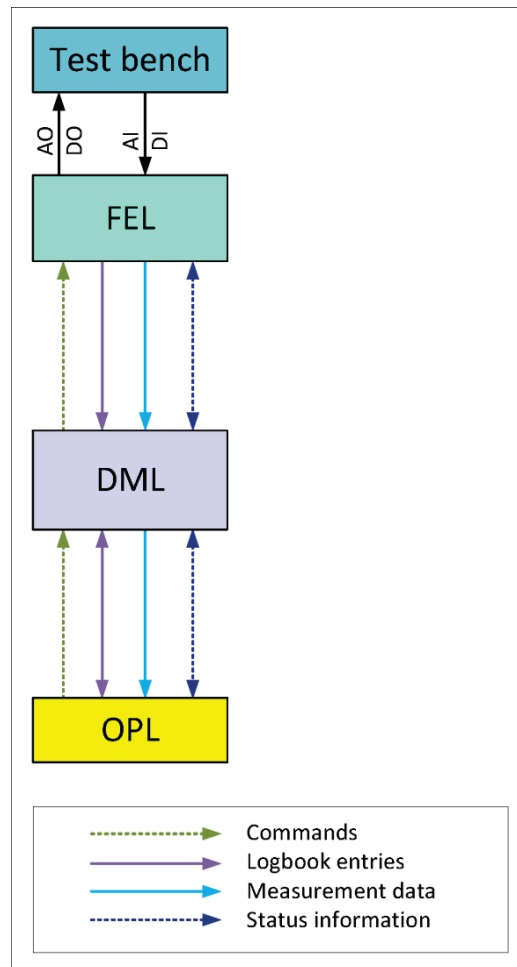 Test bench
AO
DO
AI
DI
FEL
DML
OPL
Commands
Logbook entries
Measurement data
Status information